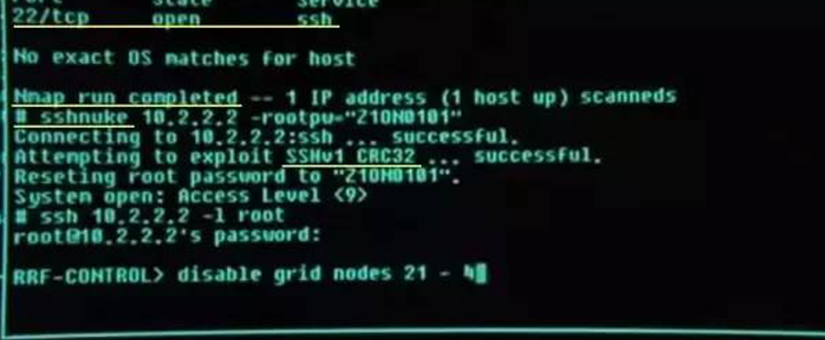 22/tcp open ssh
No exact OS matches for host
Nmap run completed -- 1 IP address (1 host up) scanneds
# sshnuke 10.2.2.2 -rootpw="Z10N0101"
Connecting to 10.2.2.2:ssh ... successful.
Attempting to exploit SSHv1 CRC32 ... successful.
Reseting root password to "Z10N0101".
System open: Access Level <9>
# ssh 10.2.2.2 -l root
root@10.2.2.2's password:
RRF-CONTROL> disable grid nodes 21 - 4